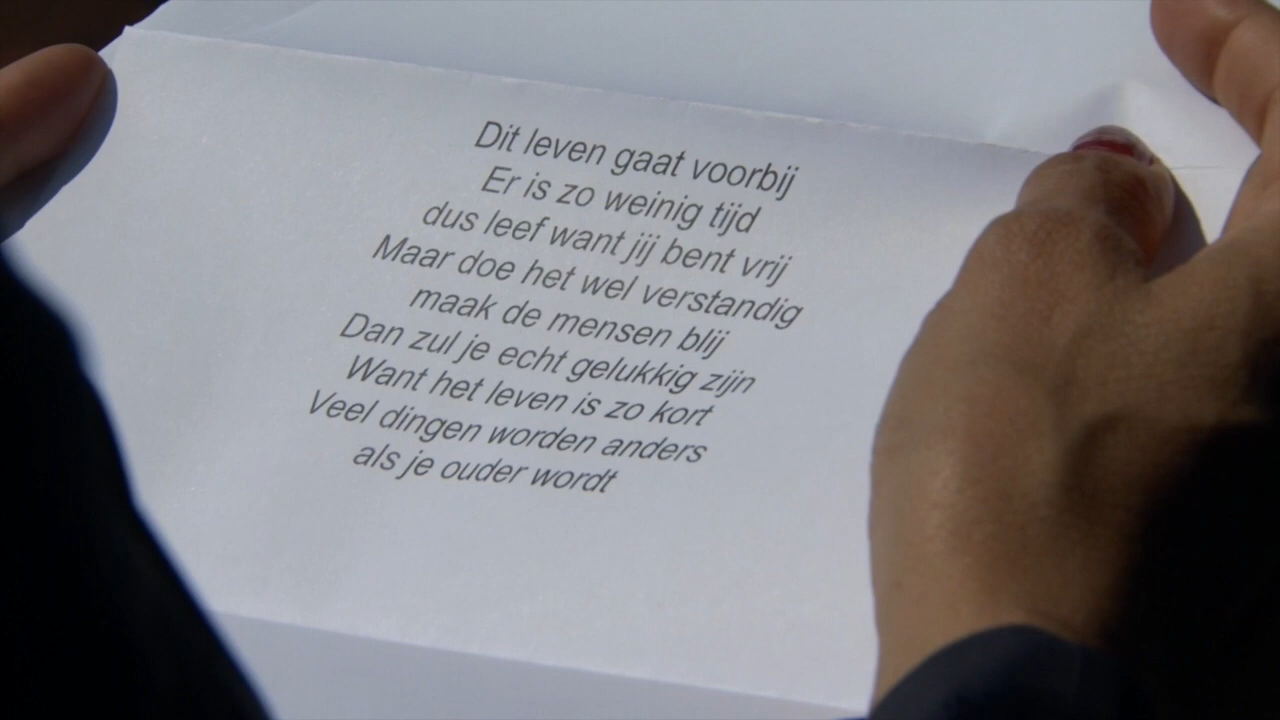 Dit leven gaat voorbij
Er is zo weinig tijd
dus leef want jij bent vrij
Maar doe het wel verstandig
maak de mensen blij
Dan zul je echt gelukkig zijn
Want het leven is zo kort
Veel dingen worden anders
als je ouder wordt